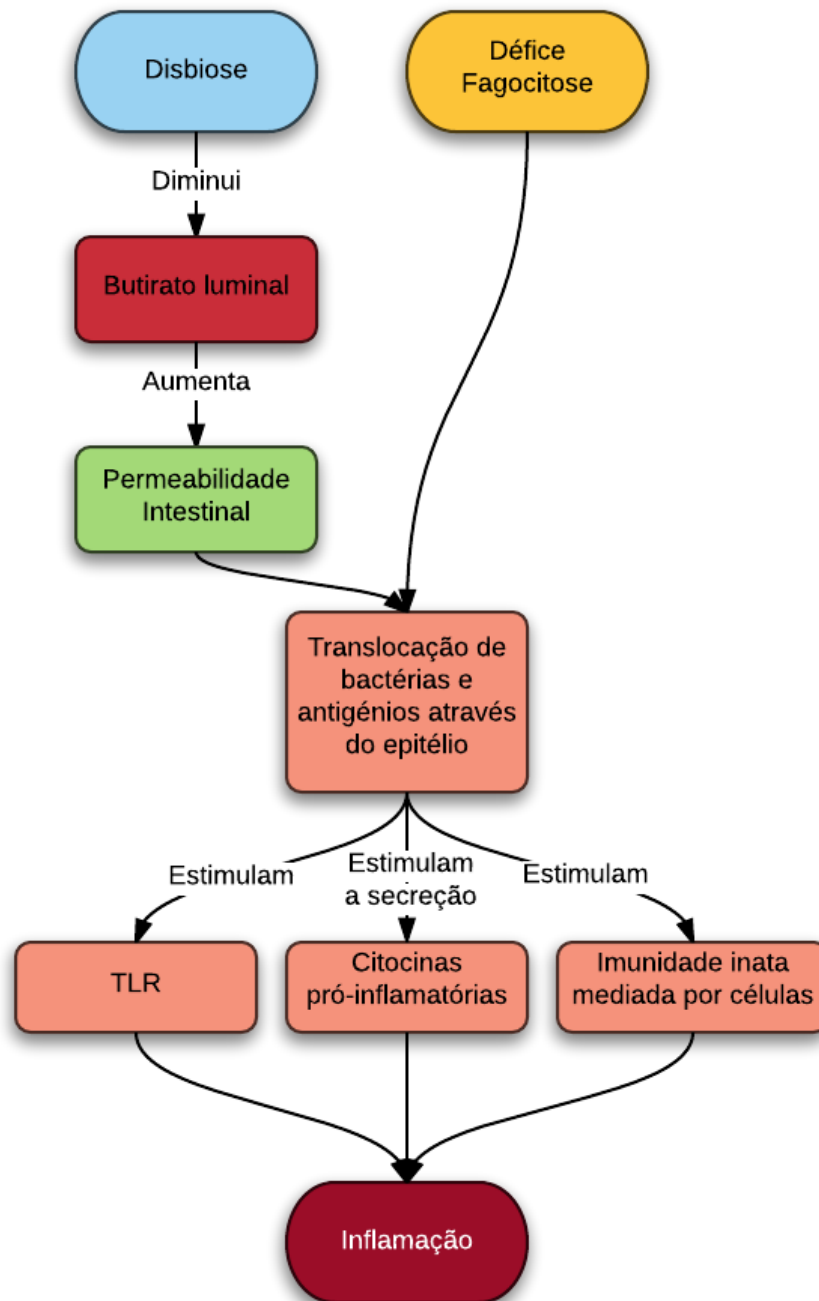 Disbiose
Défice
Fagocitose
Diminui
Butirato luminal
Aumenta
Permeabilidade
Intestinal
Translocação de
bactérias e
antigénios através
do epitélio
Estimulam
Estimulam
a secreção
Estimulam
TLR
Citocinas
pró-inflamatórias
Imunidade inata
mediada por células
Inflamação